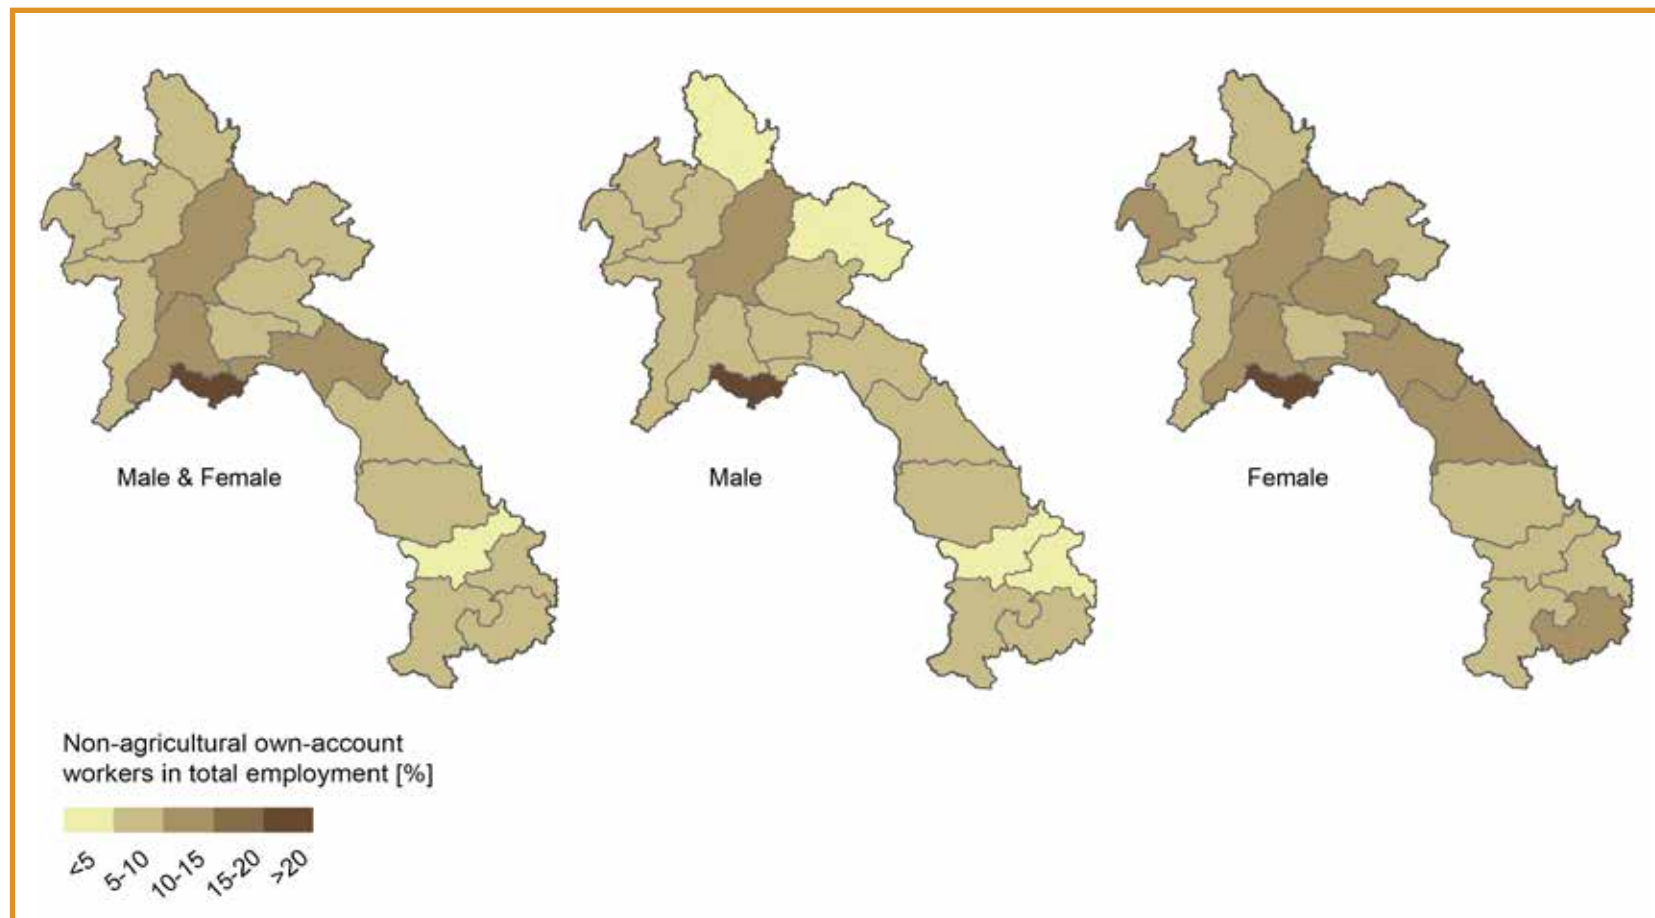 Male & Female
Male
Female
Non-agricultural own-account
workers in total employment [%]
<5
5-10
10-15
15-20
>20